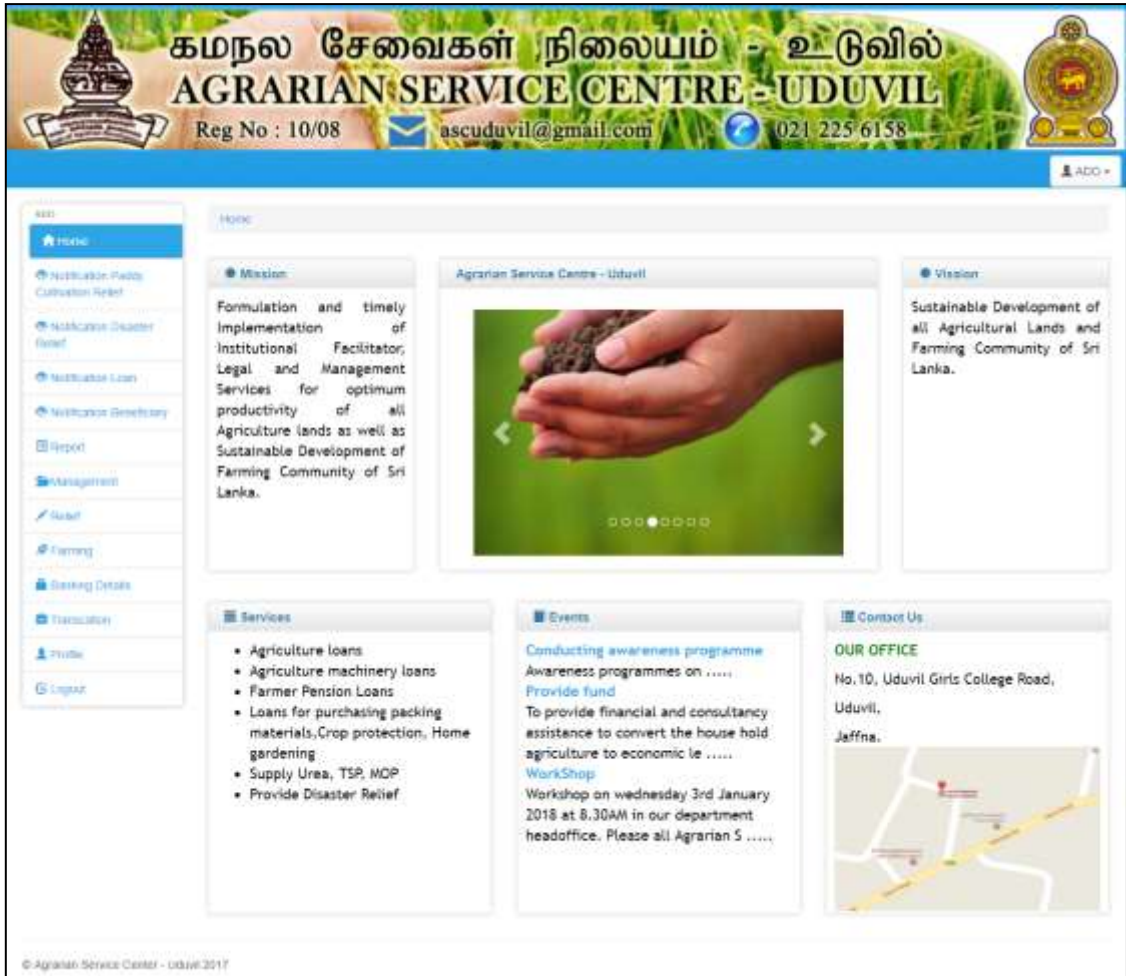 கமநல சேவைகள் நிலையம் - உடுவில்
AGRARIAN SERVICE CENTRE - UDUVIL
Reg No : 10/08 ascuduvil@gmail.com 021 225 6158
ADO
ADO
Home
Notification Paddy
Cultivation Relief
Notification Disaster
Relief
Notification Loan
Notification Beneficiary
Report
Management
Relief
Farming
Banking Details
Profile
Logout
Home
Mission
Formulation and timely
Implementation of
Institutional Facilitator,
Legal and Management
Services for optimum
productivity of all
Agriculture lands as well as
Sustainable Development of
Farming Community of Sri
Lanka.
Agrarian Service Centre - Uduvil
Vission
Sustainable Development of
all Agricultural Lands and
Farming Community of Sri
Lanka.
Services
• Agriculture loans
• Agriculture machinery loans
• Farmer Pension Loans
• Loans for purchasing packing
materials,Crop protection, Home
gardening
• Supply Urea, TSP, MOP
• Provide Disaster Relief
Events
Conducting awareness programme
Awareness programmes on .....
Provide fund
To provide financial and consultancy
assistance to convert the house hold
agriculture to economic le .....
WorkShop
Workshop on wednesday 3rd January
2018 at 8.30AM in our department
headoffice. Please all Agrarian S .....
Contact Us
OUR OFFICE
No.10, Uduvil Girls College Road,
Uduvil,
Jaffna.
© Agrarian Service Center - Uduvil 2017